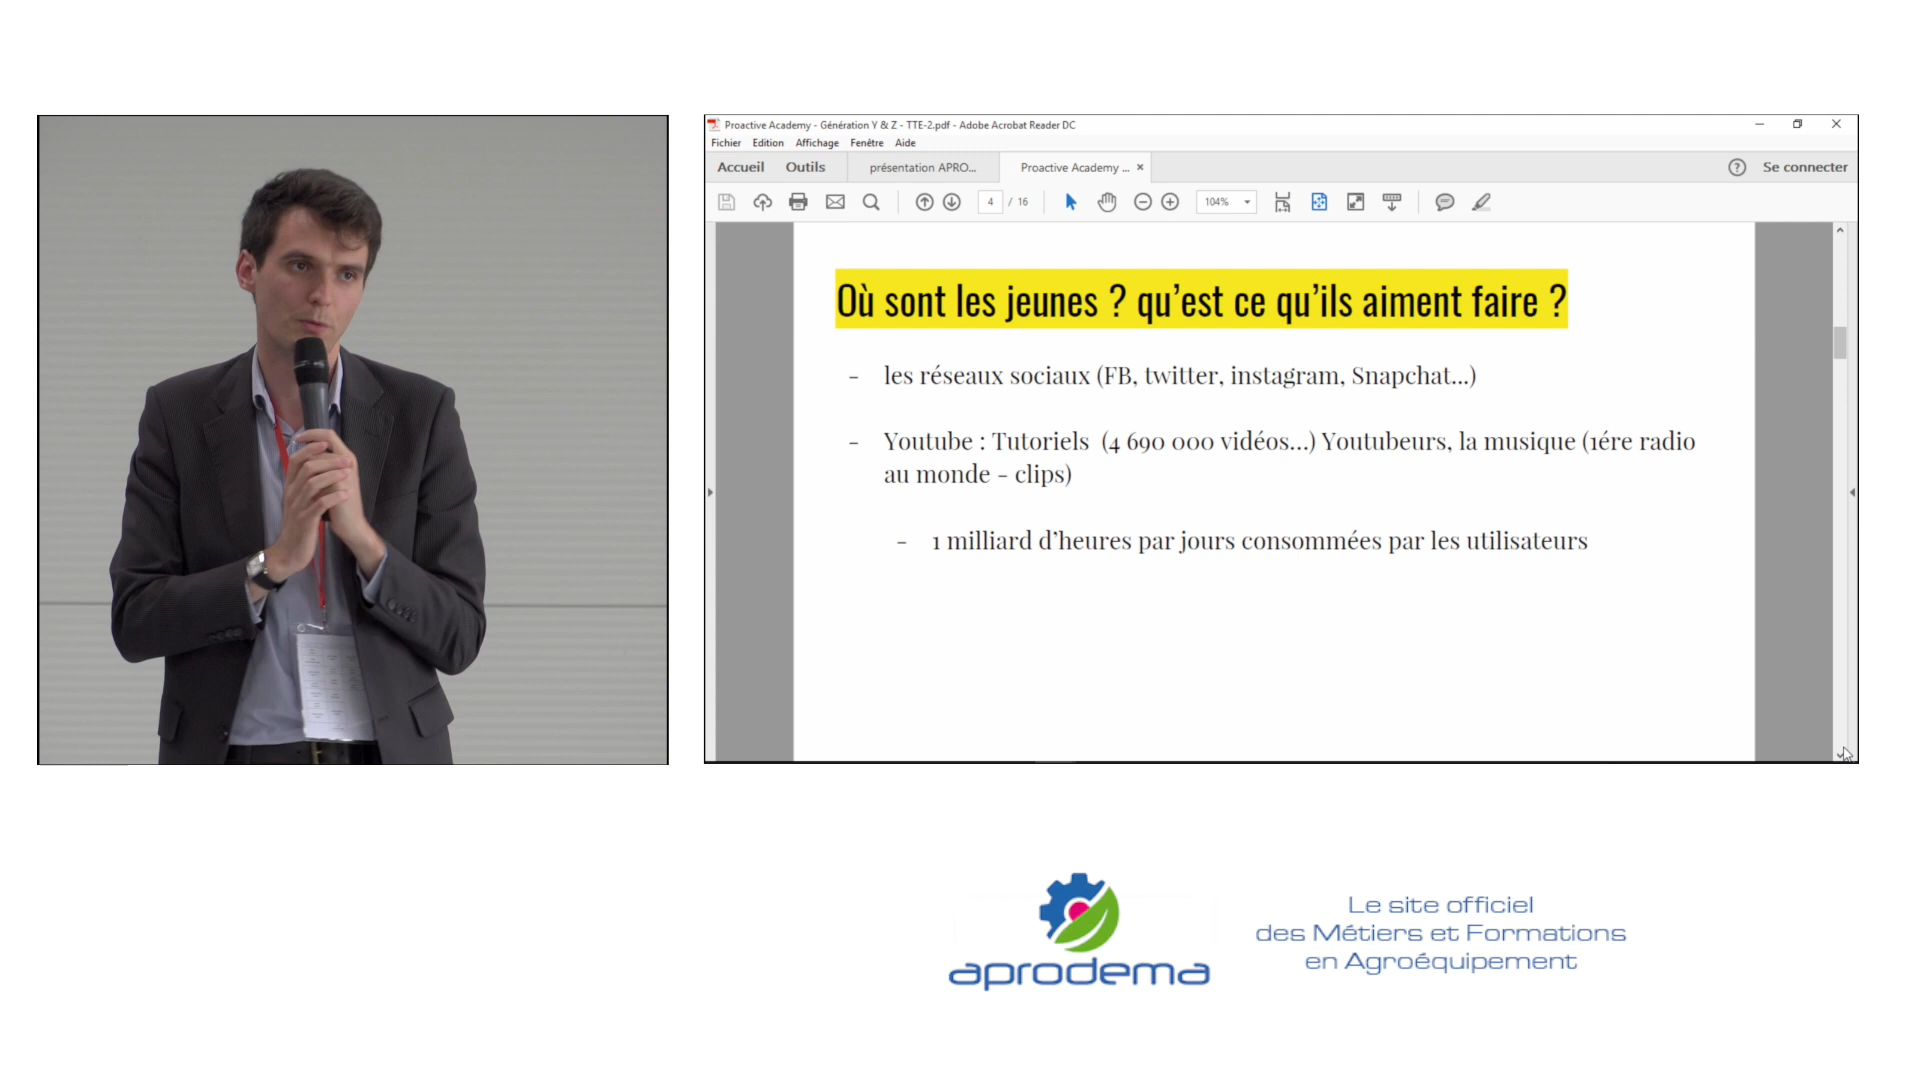 Proactive Academy - Génération Y & Z - TTE-2.pdf - Adobe Acrobat Reader DC
Fichier Edition Affichage Fenêtre Aide
Accueil Outils présentation APRO... Proactive Academy ... × ? Se connecter
4 / 16 104%
Où sont les jeunes ? qu’est ce qu’ils aiment faire ?
- les réseaux sociaux (FB, twitter, instagram, Snapchat...)
- Youtube : Tutoriels (4 690 000 vidéos...) Youtubeurs, la musique (1ére radio
au monde - clips)
- 1 milliard d’heures par jours consommées par les utilisateurs
aprodema
Le site officiel
des Métiers et Formations
en Agroéquipement